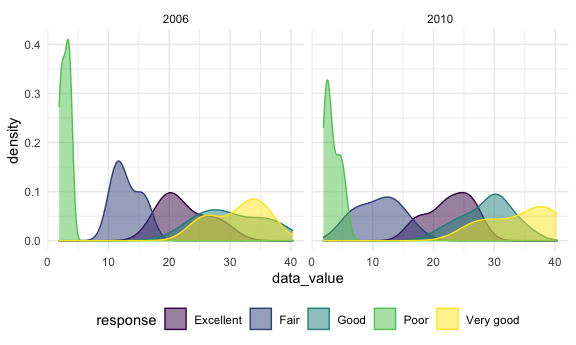 2006 2010
0.4
0.3
0.2
0.1
0.0
density
0 10 20 30 40 0 10 20 30 40
data_value
response Excellent Fair Good Poor Very good